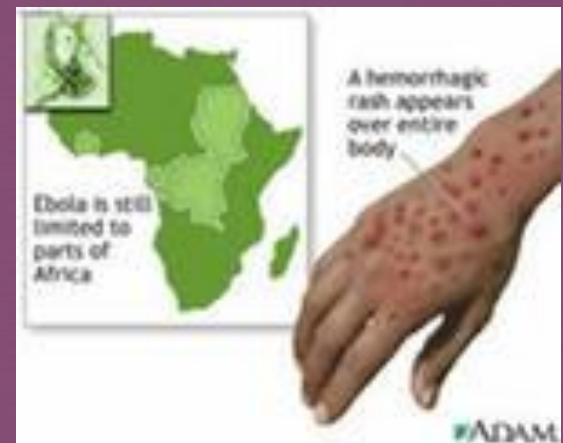 A hemorrhagic
rash appears
over entire
body
Ebola is still
limited to
parts of
Africa
ADAM